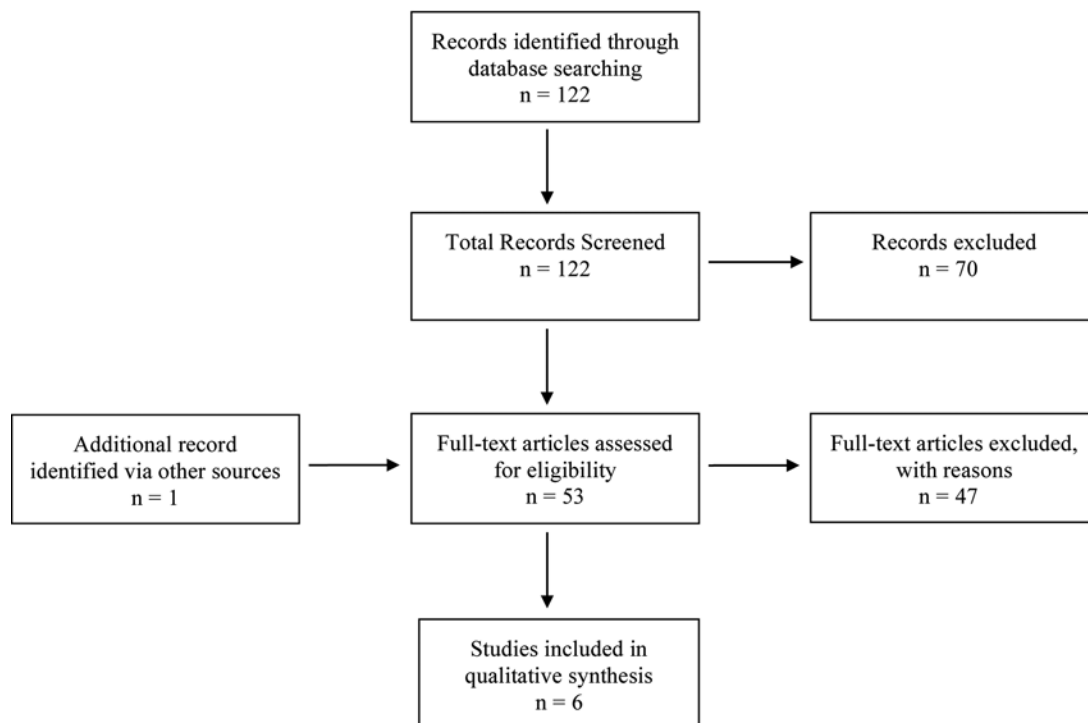 Records identified through
database searching
n = 122
Total Records Screened
n = 122
Records excluded
n = 70
Additional record
identified via other sources
n = 1
Full-text articles assessed
for eligibility
n = 53
Full-text articles excluded,
with reasons
n = 47
Studies included in
qualitative synthesis
n = 6